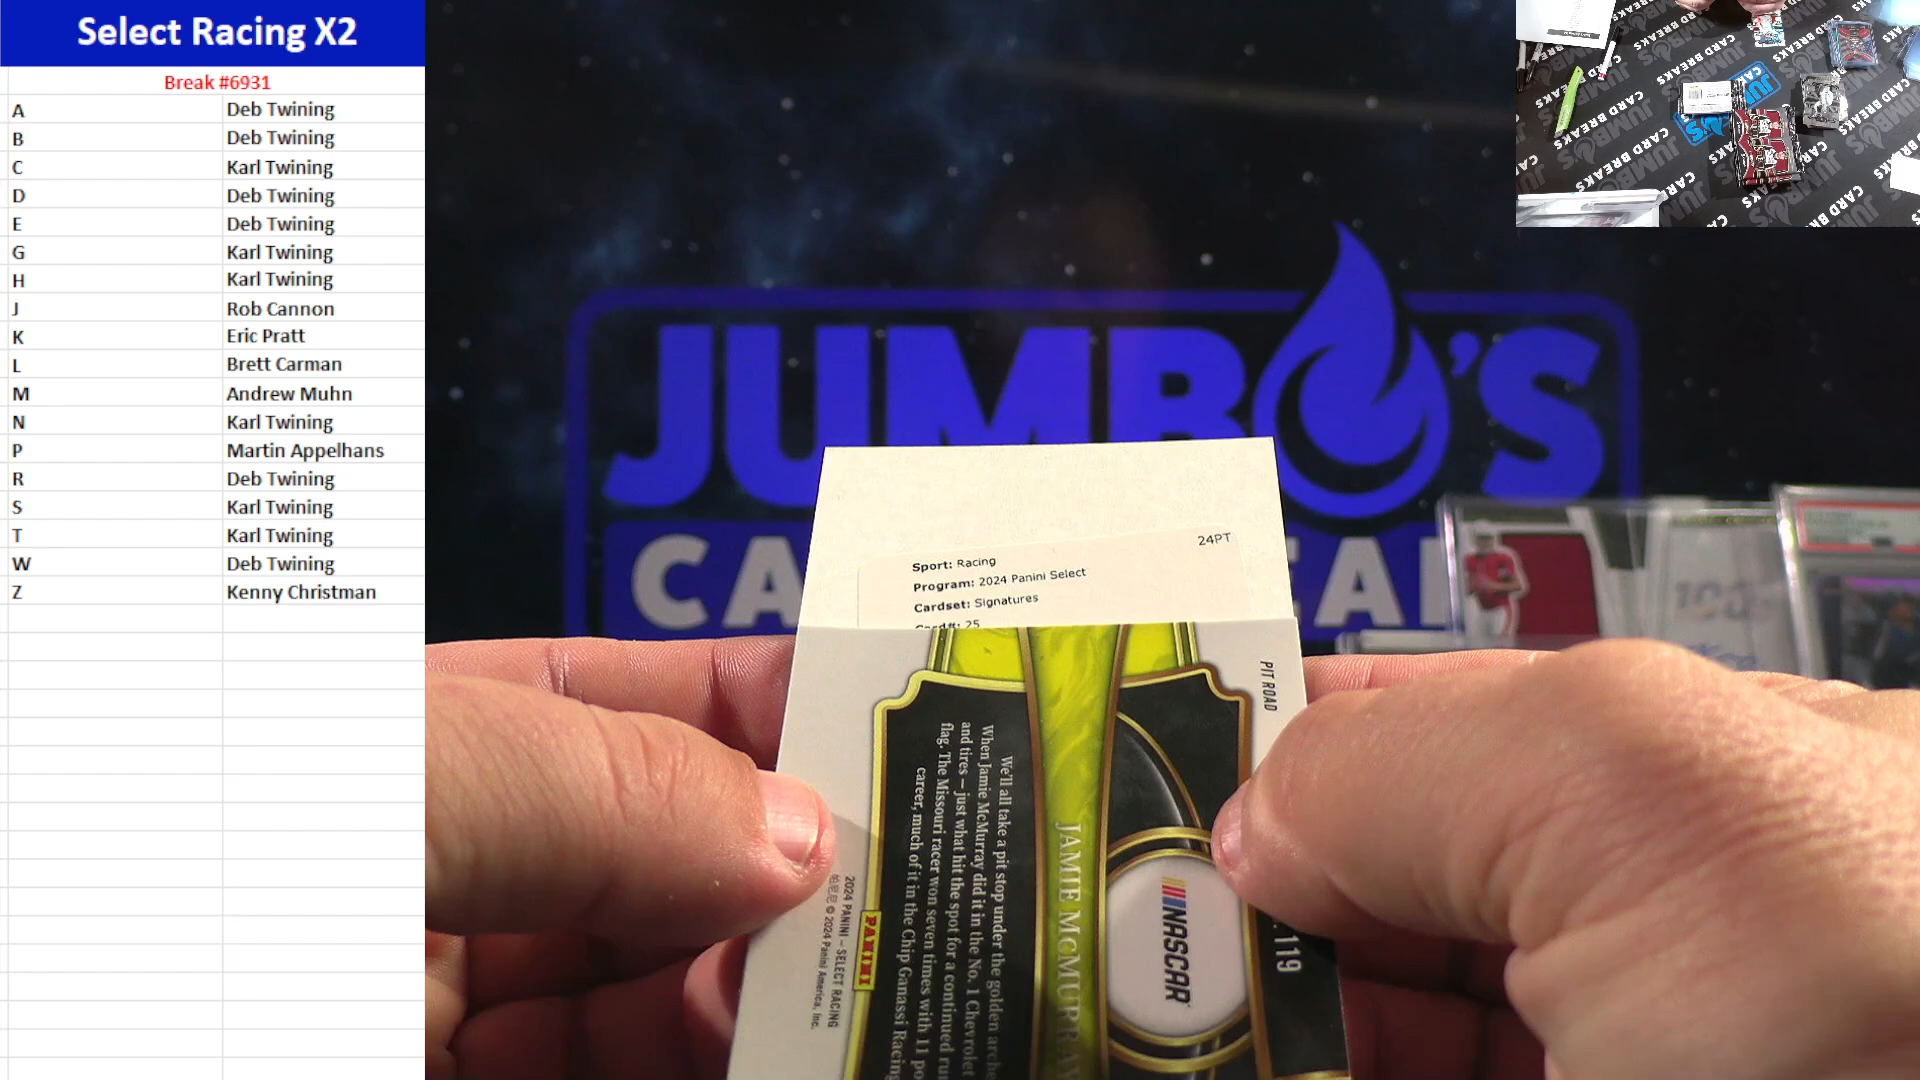 Select Racing X2
Break #6931
A Deb Twining
B Deb Twining
C Karl Twining
D Deb Twining
E Deb Twining
G Karl Twining
H Karl Twining
J Rob Cannon
K Eric Pratt
L Brett Carman
M Andrew Muhn
N Karl Twining
P Martin Appelhans
R Deb Twining
S Karl Twining
T Karl Twining
W Deb Twining
Z Kenny Christman
JUMBO'S
24PT
Sport: Racing
Program: 2024 Panini Select
Cardset: Signatures
Card#: 25
PIT ROAD
119
NASCAR
JAMIE McMURRAY
We'll all take a pit stop under the golden
When Jamie McMurray did it in the No. 1 Chevrolet
and tires – just what hit the spot for a continued
flag. The Missouri racer won seven times with 11
career, much of it in the Chip Ganassi Racing
PANINI
2024 PANINI – SELECT RACING
© 2024 Panini America, Inc.
JUMBO'S
CARD BREAKS